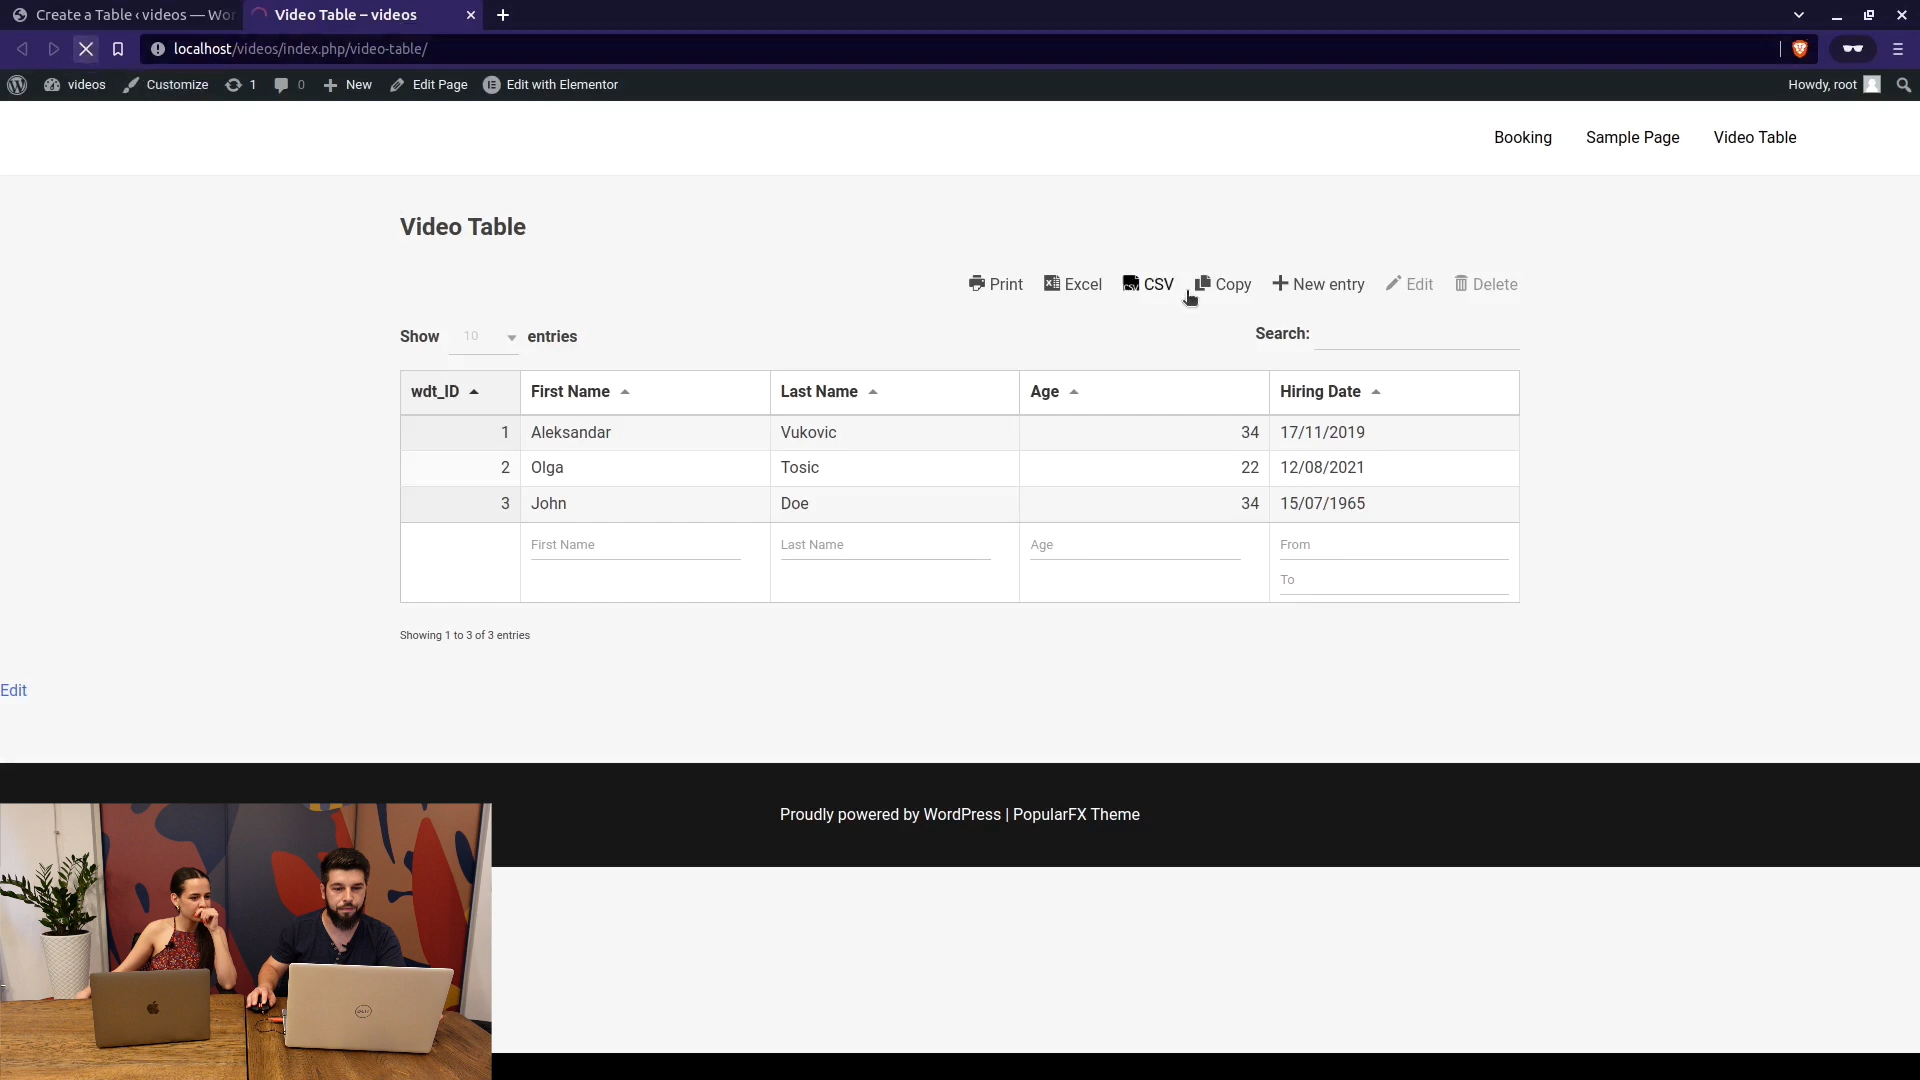 Create a Table ‹ videos — Wor
Video Table – videos
localhost/videos/index.php/video-table/
videos Customize 1 0 New Edit Page Edit with Elementor Howdy, root
Booking Sample Page Video Table
Video Table
Print Excel CSV Copy New entry Edit Delete
Show 10 entries Search:
wdt_ID First Name Last Name Age Hiring Date
1 Aleksandar Vukovic 34 17/11/2019
2 Olga Tosic 22 12/08/2021
3 John Doe 34 15/07/1965
First Name Last Name Age From
To
Showing 1 to 3 of 3 entries
Edit
Proudly powered by WordPress | PopularFX Theme
DELL